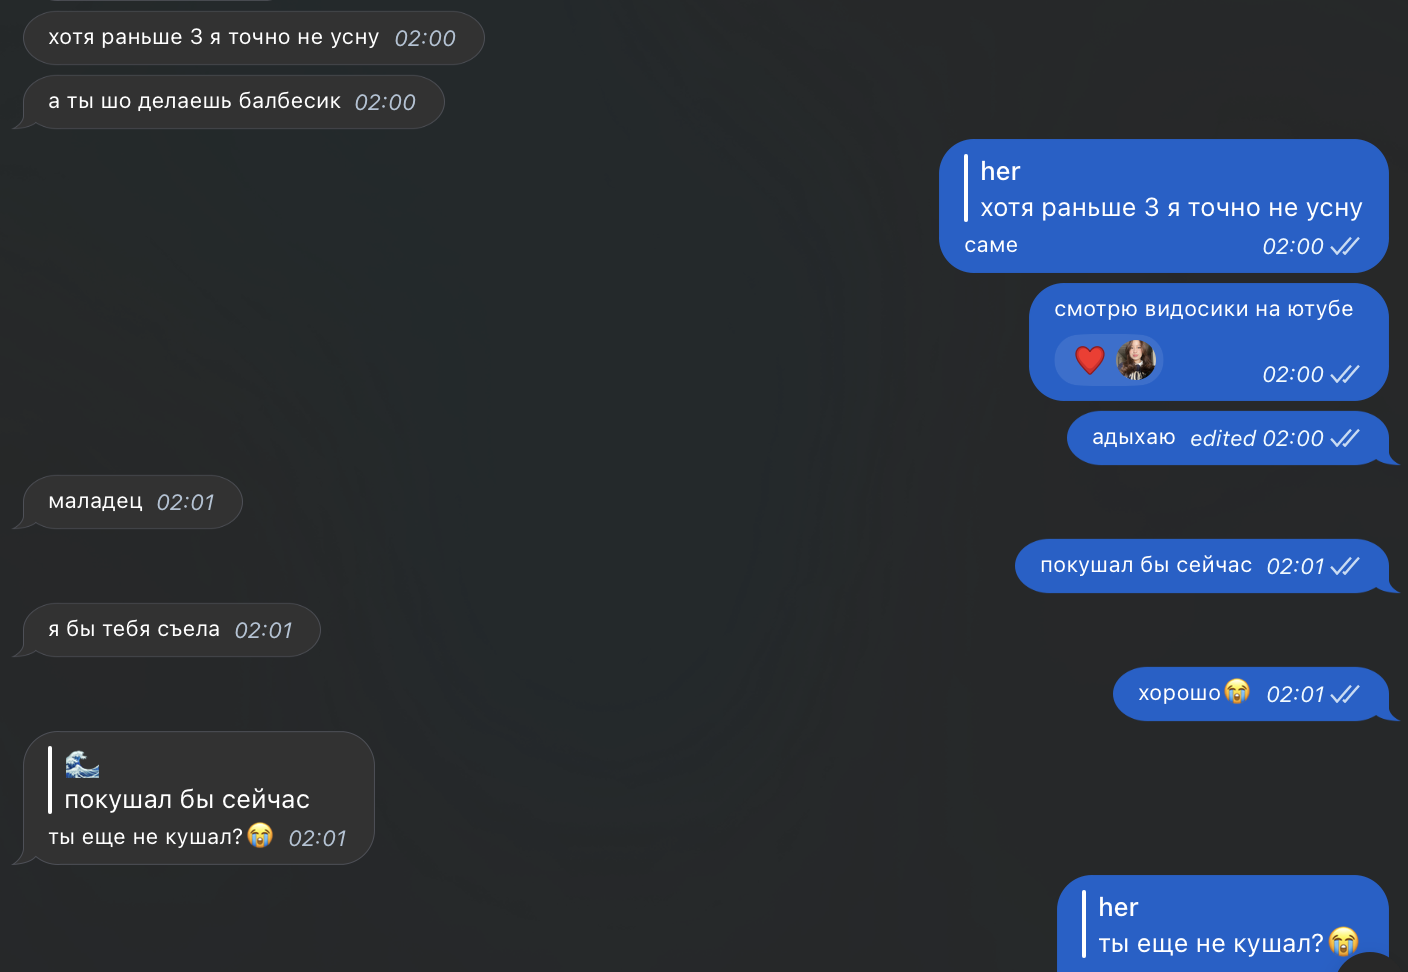 хотя раньше 3 я точно не усну 02:00
а ты шо делаешь балбесик 02:00
her
хотя раньше 3 я точно не усну
саме 02:00
смотрю видосики на ютубе
02:00
адыхаю edited 02:00
маладец 02:01
покушал бы сейчас 02:01
я бы тебя съела 02:01
хорошо😭 02:01
🌊
покушал бы сейчас
ты еще не кушал?😭 02:01
her
ты еще не кушал?😭